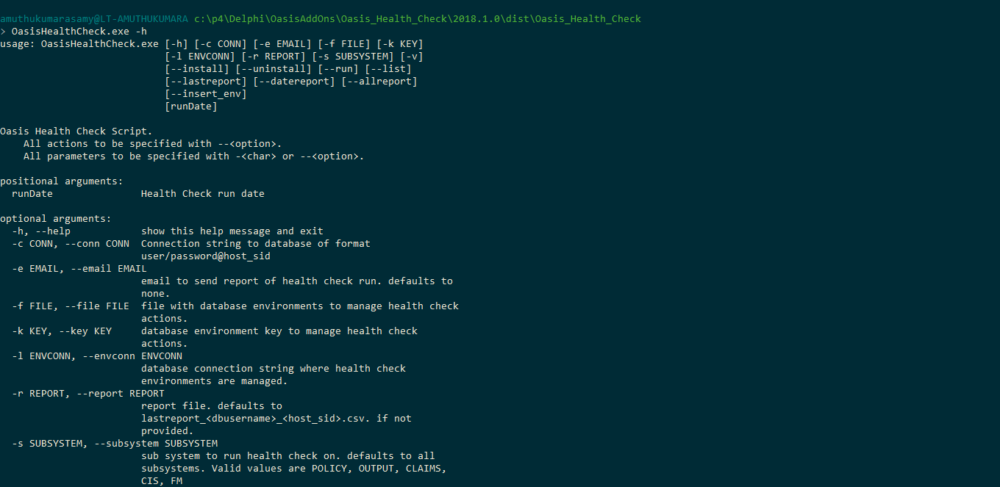 amuthukumarasamy@LT-AMUTHUKUMARA c:\p4\Delphi\OasisAddOns\Oasis_Health_Check\2018.1.0\dist\Oasis_Health_Check
> OasisHealthCheck.exe -h
usage: OasisHealthCheck.exe [-h] [-c CONN] [-e EMAIL] [-f FILE] [-k KEY]
[-l ENVCONN] [-r REPORT] [-s SUBSYSTEM] [-v]
[--install] [--uninstall] [--run] [--list]
[--lastreport] [--datereport] [--allreport]
[--insert_env]
[runDate]
Oasis Health Check Script.
All actions to be specified with --<option>.
All parameters to be specified with -<char> or --<option>.
positional arguments:
runDate Health Check run date
optional arguments:
-h, --help show this help message and exit
-c CONN, --conn CONN Connection string to database of format
user/password@host_sid
-e EMAIL, --email EMAIL
email to send report of health check run. defaults to
none.
-f FILE, --file FILE file with database environments to manage health check
actions.
-k KEY, --key KEY database environment key to manage health check
actions.
-l ENVCONN, --envconn ENVCONN
database connection string where health check
environments are managed.
-r REPORT, --report REPORT
report file. defaults to
lastreport_<dbusername>_<host_sid>.csv. if not
provided.
-s SUBSYSTEM, --subsystem SUBSYSTEM
sub system to run health check on. defaults to all
subsystems. Valid values are POLICY, OUTPUT, CLAIMS,
CIS, FM